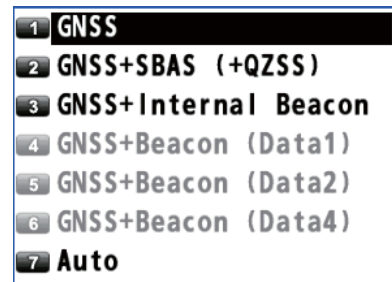 1 GNSS
2 GNSS+SBAS (+QZSS)
3 GNSS+Internal Beacon
4 GNSS+Beacon (Data1)
5 GNSS+Beacon (Data2)
6 GNSS+Beacon (Data4)
7 Auto